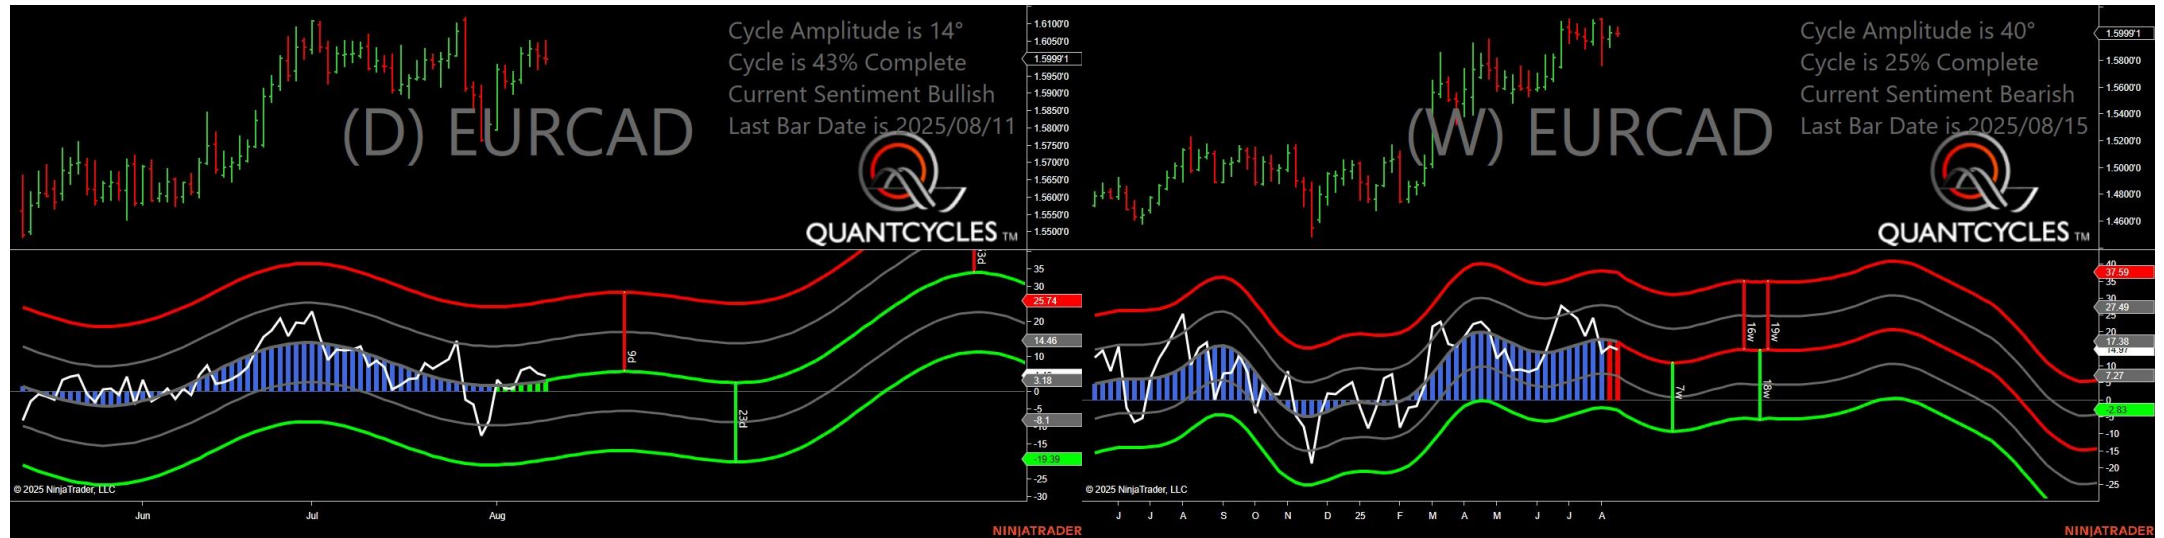 Cycle Amplitude is 14°
Cycle is 43% Complete
Current Sentiment Bullish
Last Bar Date is 2025/08/11
(D) EURCAD
QUANTCYCLES TM
1.6100'0
1.6050'0
1.5999'1
1.5950'0
1.5900'0
1.5850'0
1.5800'0
1.5750'0
1.5700'0
1.5650'0
1.5600'0
1.5550'0
1.5500'0
9d
23d
35
30
25.74
20
14.46
10
3.18
0
-5
-8.1
-15
-19.39
-25
-30
© 2025 NinjaTrader, LLC
Jun Jul Aug
NINJATRADER
Cycle Amplitude is 40°
Cycle is 25% Complete
Current Sentiment Bearish
Last Bar Date is 2025/08/15
(W) EURCAD
QUANTCYCLES TM
1.5999'1
1.5800'0
1.5600'0
1.5400'0
1.5200'0
1.5000'0
1.4800'0
1.4600'0
7w
16w
19w
18w
40
37.59
35
30
27.49
25
20
17.38
14.97
7.27
5
0
-2.83
-10
-15
-20
-25
© 2025 NinjaTrader, LLC
J J A S O N D 25 F M A M J J A
NINJATRADER